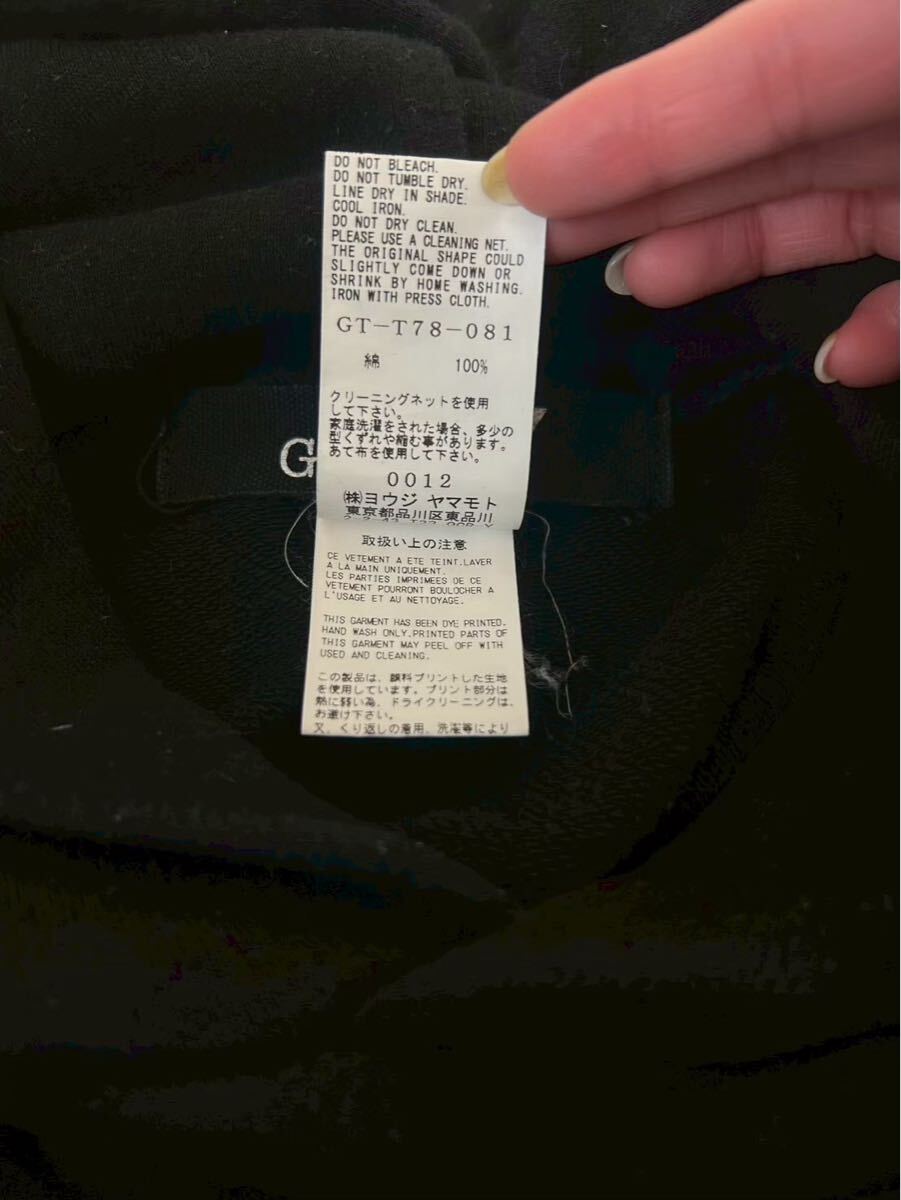 DO NOT BLEACH.
DO NOT TUMBLE DRY.
LINE DRY IN SHADE.
COOL IRON.
DO NOT DRY CLEAN.
PLEASE USE A CLEANING NET.
THE ORIGINAL SHAPE COULD
SLIGHTLY COME DOWN OR
SHRINK BY HOME WASHING.
IRON WITH PRESS CLOTH.
GT-T78-081
綿 100%
クリーニングネットを使用
して下さい。
家庭洗濯をされた場合、多少の
型くずれや縮む事があります。
あて布を使用して下さい。
G
0012
㈱ヨウジ ヤマモト
東京都品川区東品川
取扱い上の注意
CE VETEMENT A ETE TEINT.LAVER
A LA MAIN UNIQUEMENT.
LES PARTIES IMPRIMEES DE CE
VETEMENT POURRONT BOULOCHER A
L'USAGE ET AU NETTOYAGE.
THIS GARMENT HAS BEEN DYE PRINTED.
HAND WASH ONLY.PRINTED PARTS OF
THIS GARMENT MAY PEEL OFF WITH
USED AND CLEANING.
この製品は、顔料プリントした生地
を使用しています。プリント部分は
熱に弱い為、ドライクリーニングは、
お避け下さい。
又、くり返しの着用、洗濯等により